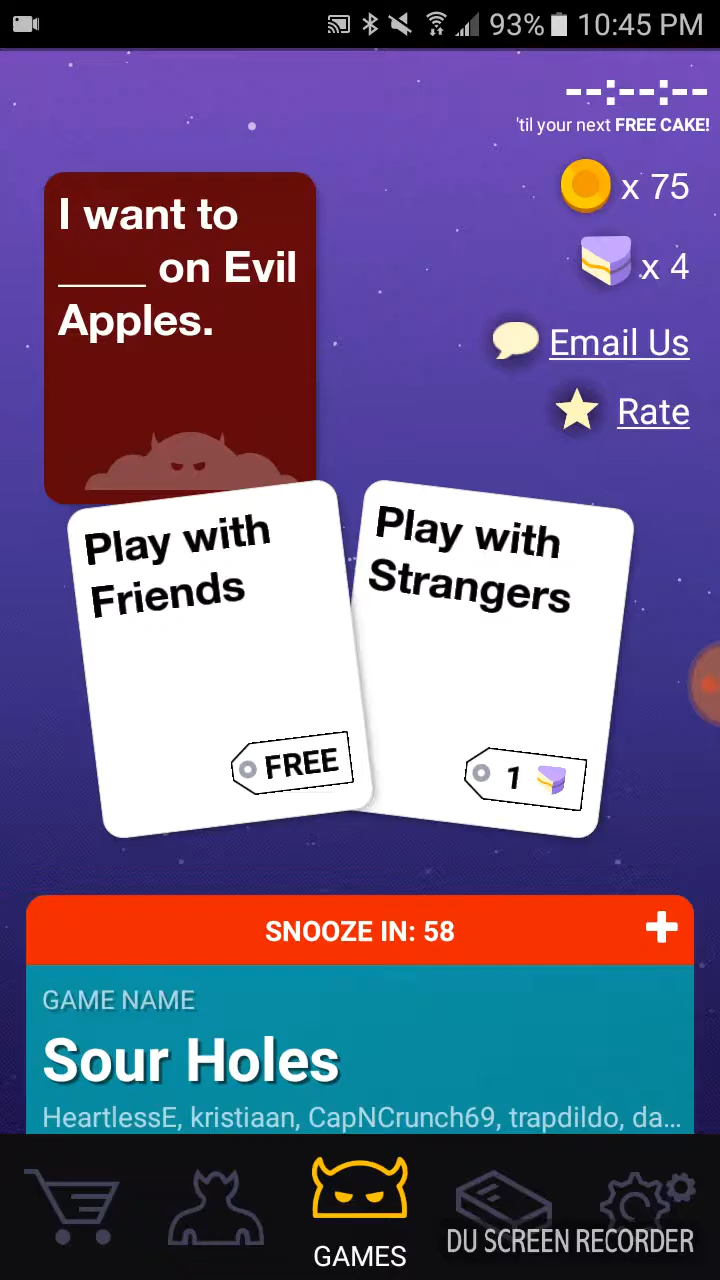 93% 10:45 PM
--:--:--
'til your next FREE CAKE!
x 75
x 4
Email Us
Rate
I want to
____ on Evil
Apples.
Play with
Friends
FREE
Play with
Strangers
1
SNOOZE IN: 58
GAME NAME
Sour Holes
HeartlessE, kristiaan, CapNCrunch69, trapdildo, da...
GAMES
DU SCREEN RECORDER